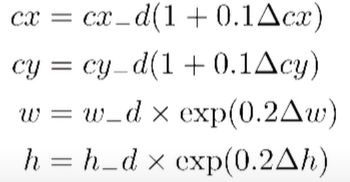 cx = cx_d(1 + 0.1Δcx)
cy = cy_d(1 + 0.1Δcy)
w = w_d × exp(0.2Δw)
h = h_d × exp(0.2Δh)